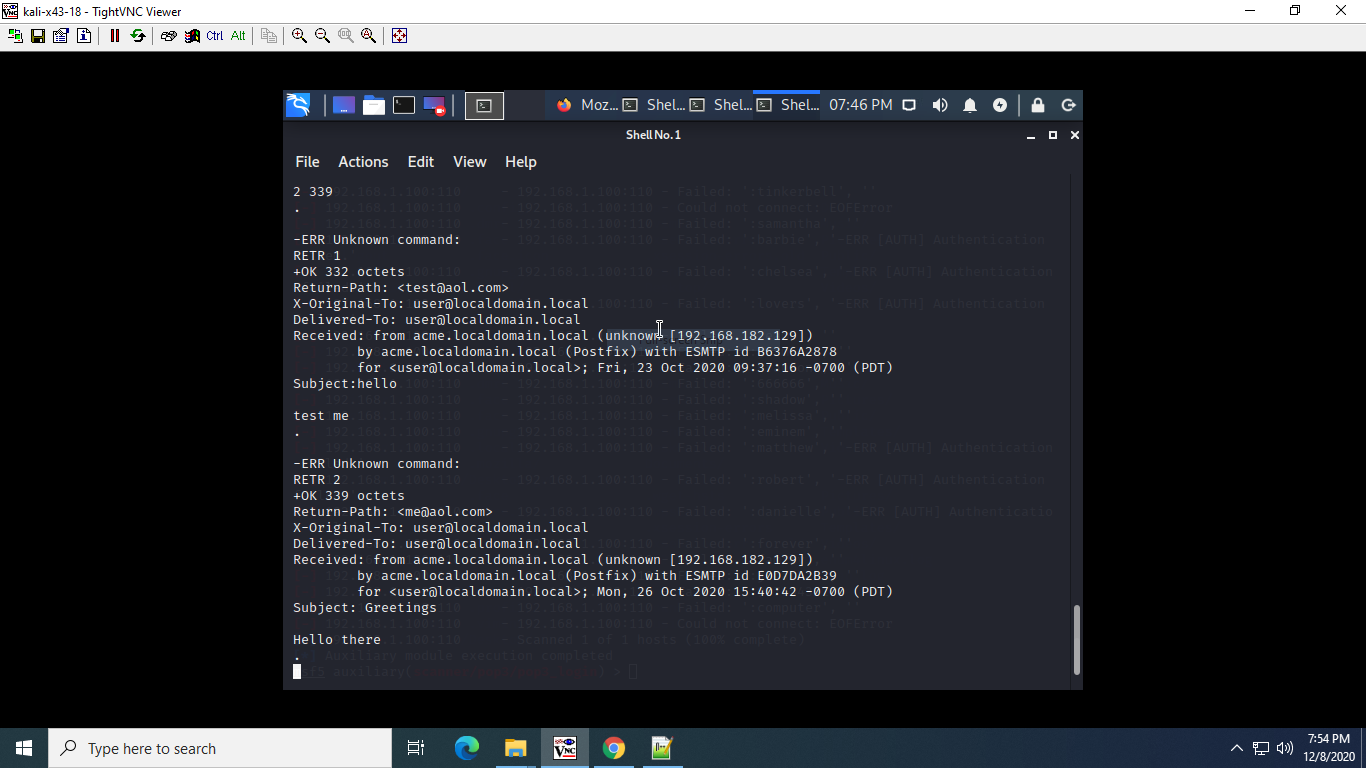 kali-x43-18 - TightVNC Viewer
Ctrl Alt
Moz... Shel... Shel... Shel... 07:46 PM
Shell No.1
File Actions Edit View Help
2 339
.
-ERR Unknown command:
RETR 1
+OK 332 octets
Return-Path: <test@aol.com>
X-Original-To: user@localdomain.local
Delivered-To: user@localdomain.local
Received: from acme.localdomain.local (unknown [192.168.182.129])
by acme.localdomain.local (Postfix) with ESMTP id B6376A2878
for <user@localdomain.local>; Fri, 23 Oct 2020 09:37:16 -0700 (PDT)
Subject:hello
test me
.
-ERR Unknown command:
RETR 2
+OK 339 octets
Return-Path: <me@aol.com>
X-Original-To: user@localdomain.local
Delivered-To: user@localdomain.local
Received: from acme.localdomain.local (unknown [192.168.182.129])
by acme.localdomain.local (Postfix) with ESMTP id E0D7DA2B39
for <user@localdomain.local>; Mon, 26 Oct 2020 15:40:42 -0700 (PDT)
Subject: Greetings
Hello there
.
Type here to search
7:54 PM
12/8/2020